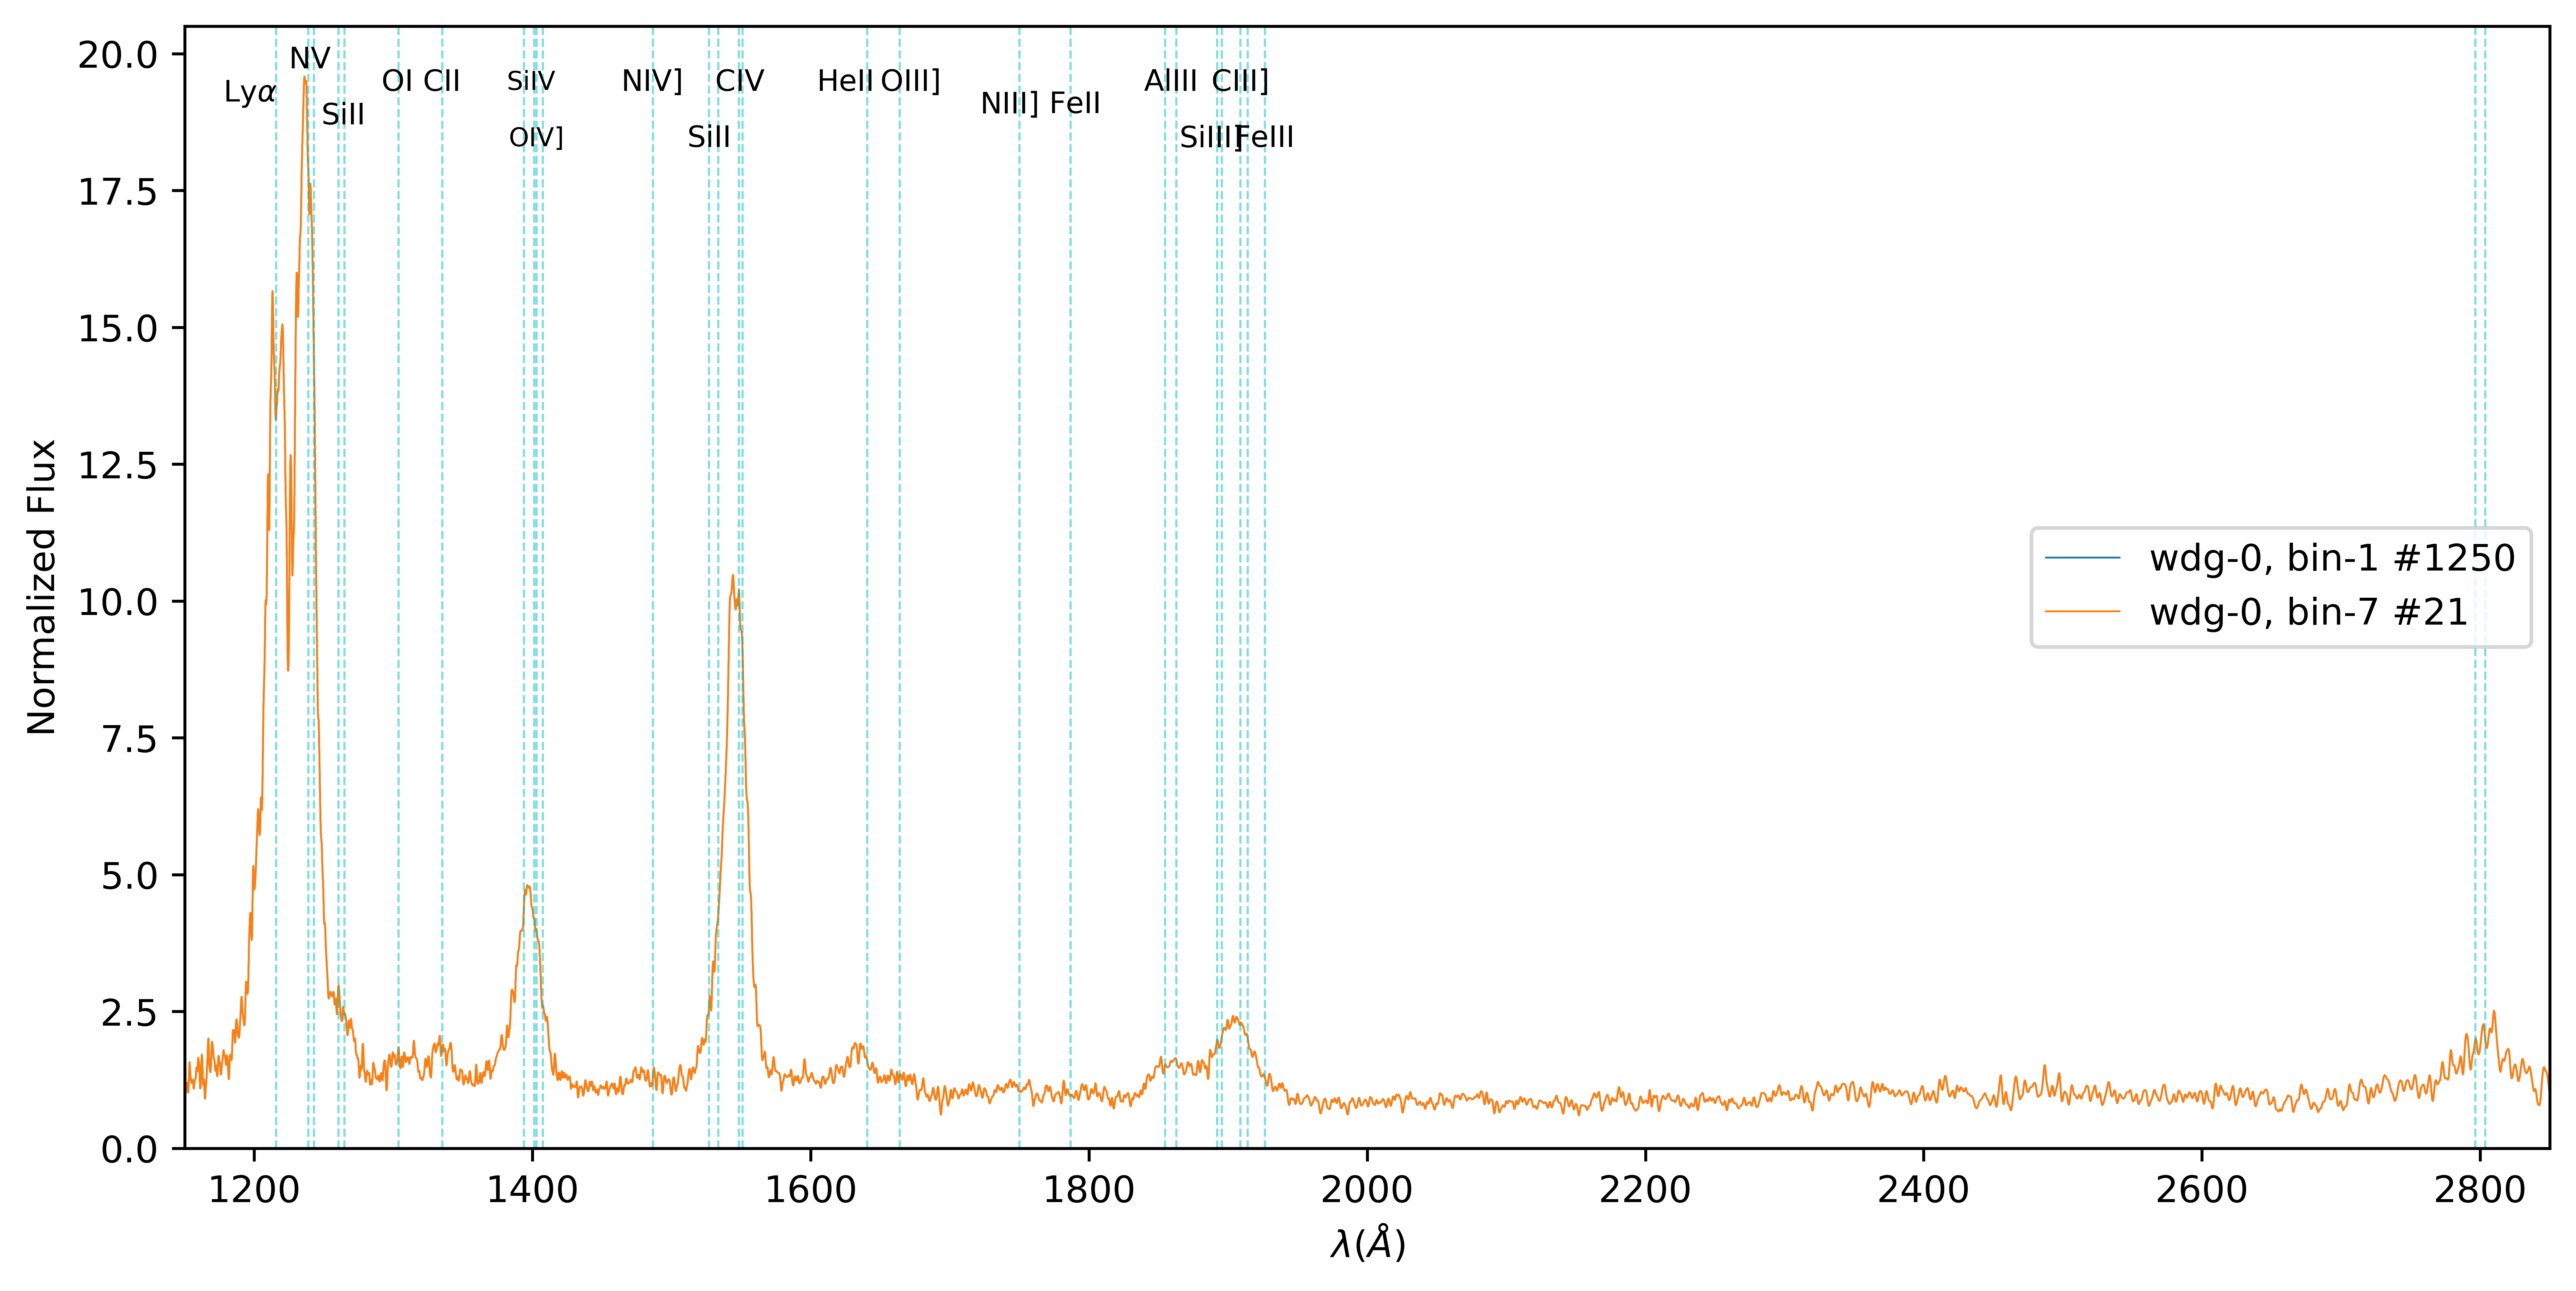 20.0
17.5
15.0
12.5
10.0
7.5
5.0
2.5
0.0
Normalized Flux
NV
Lyα
SiII
OI CII
SiIV
OIV]
NIV]
CIV
SiII
HeII OIII]
NIII] FeII
AlIII CIII]
SiIII] FeIII
wdg-0, bin-1 #1250
wdg-0, bin-7 #21
1200 1400 1600 1800 2000 2200 2400 2600 2800
λ(Å)